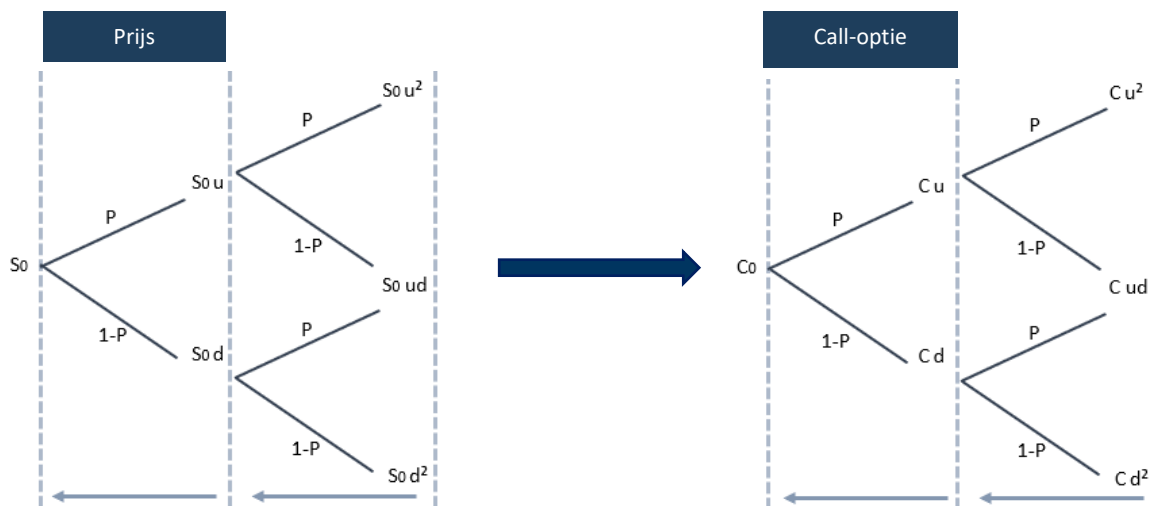 Prijs
S0 u²
P
S0 u
P
1-P
S0
S0 ud
P
1-P
S0 d
1-P
S0 d²
Call-optie
C u²
P
C u
P
1-P
C0
C ud
P
1-P
C d
1-P
C d²